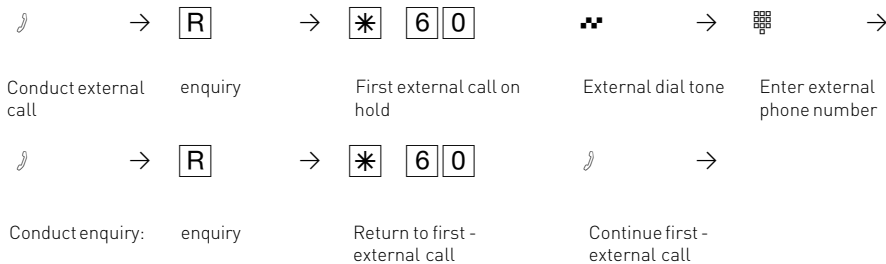 R * 6 0
Conduct external enquiry First external call on External dial tone Enter external
call hold phone number
R * 6 0
Conduct enquiry: enquiry Return to first - Continue first -
external call external call